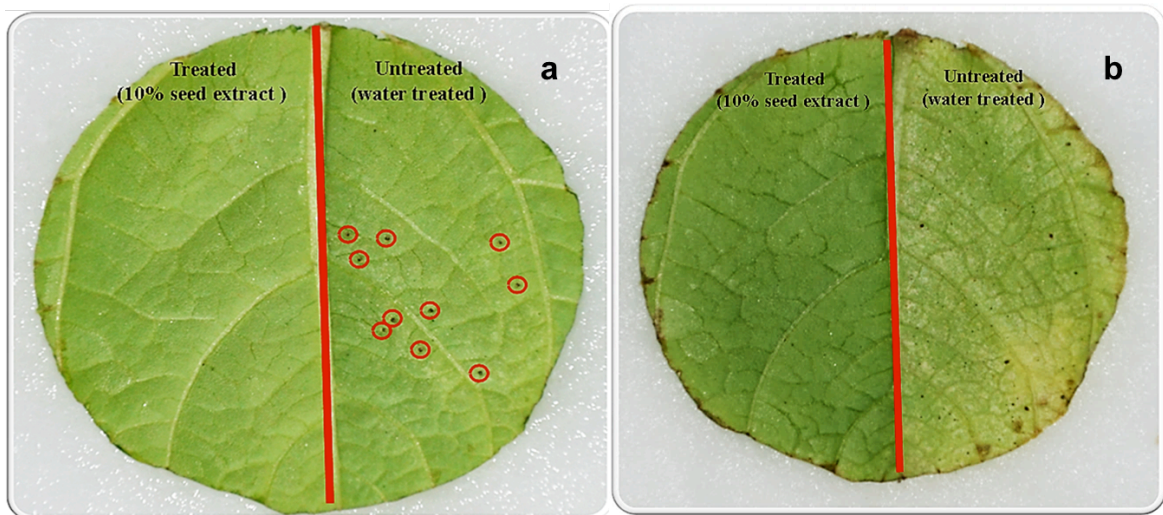 Treated
(10% seed extract )
Untreated
(water treated )
a
Treated
(10% seed extract )
Untreated
(water treated )
b